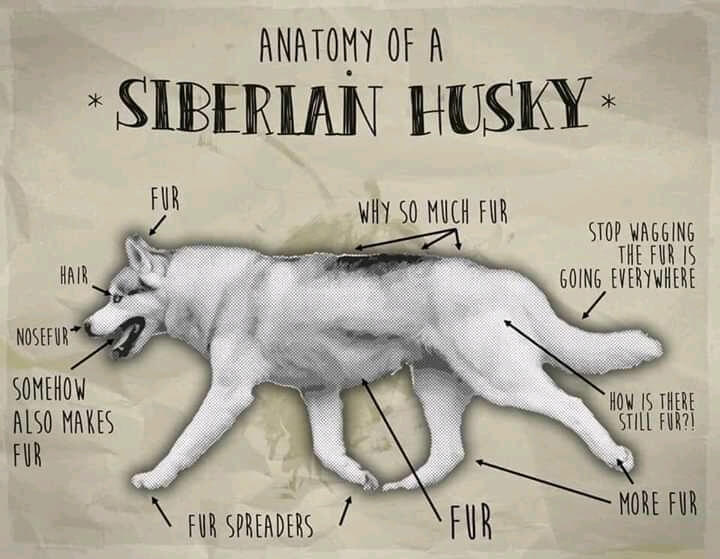 ANATOMY OF A
* SIBERIAN HUSKY *
FUR
WHY SO MUCH FUR
STOP WAGGING
THE FUR IS
GOING EVERYWHERE
HAIR
NOSEFUR
SOMEHOW
ALSO MAKES
FUR
HOW IS THERE
STILL FUR?!
FUR SPREADERS
FUR
MORE FUR